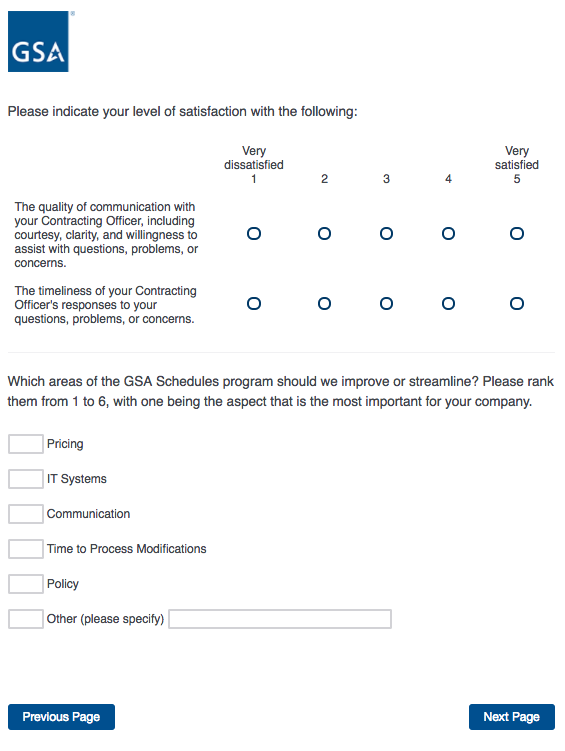 GSA
Please indicate your level of satisfaction with the following:
Very
dissatisfied
1
2
3
4
Very
satisfied
5
The quality of communication with
your Contracting Officer, including
courtesy, clarity, and willingness to
assist with questions, problems, or
concerns.
The timeliness of your Contracting
Officer's responses to your
questions, problems, or concerns.
Which areas of the GSA Schedules program should we improve or streamline? Please rank
them from 1 to 6, with one being the aspect that is the most important for your company.
Pricing
IT Systems
Communication
Time to Process Modifications
Policy
Other (please specify)
Previous Page
Next Page